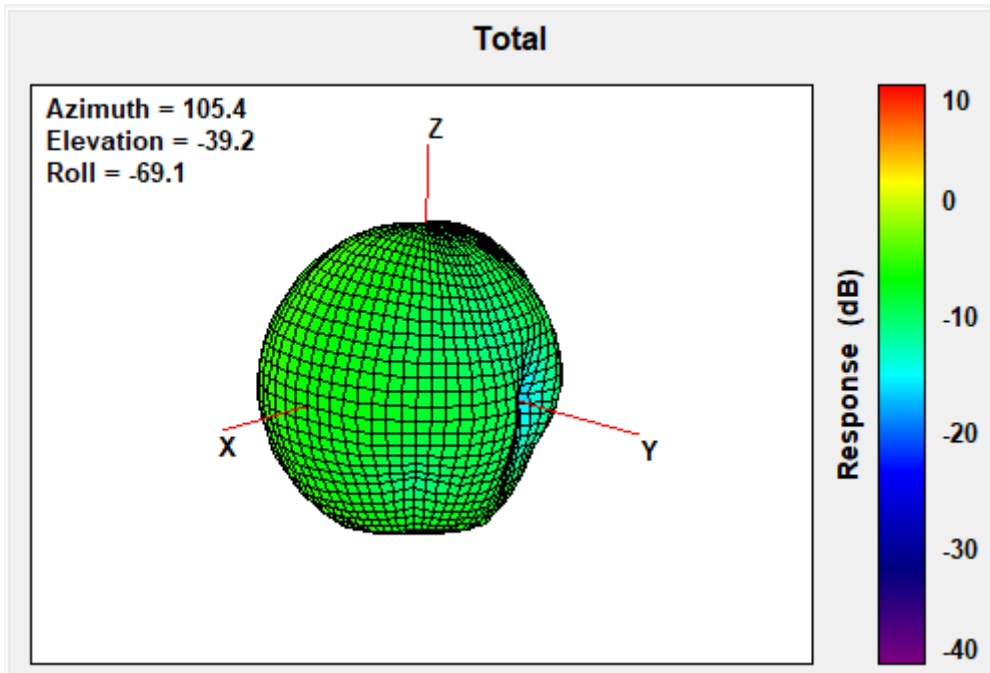 Total
Azimuth = 105.4
Elevation = -39.2
Roll = -69.1
Z
X
Y
10
0
-10
-20
-30
-40
Response (dB)